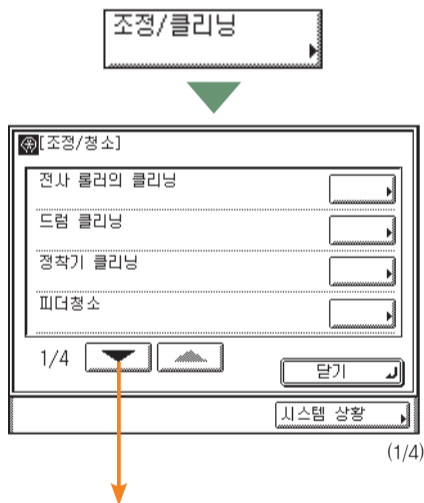 조정/클리닝
[조정/청소]
전사 롤러의 클리닝
드럼 클리닝
정착기 클리닝
피더청소
1/4
닫기
시스템 상황
(1/4)